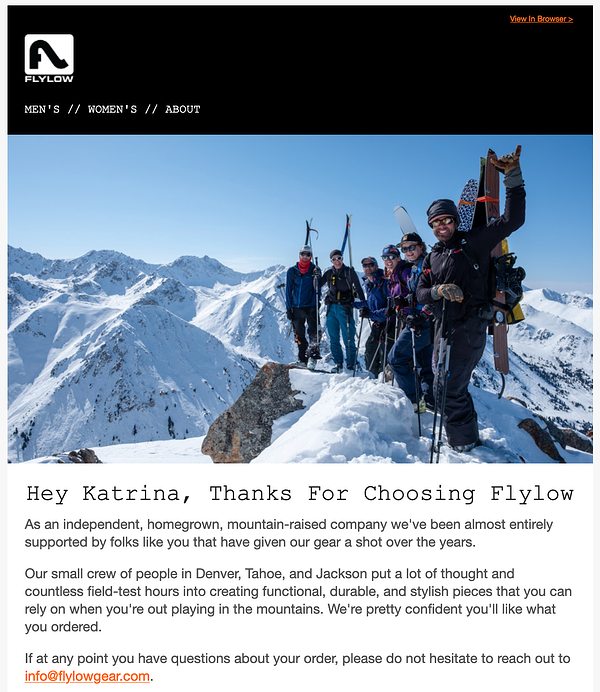 View in Browser >
FLYLOW
MEN'S // WOMEN'S // ABOUT
Hey Katrina, Thanks For Choosing Flylow
As an independent, homegrown, mountain-raised company we've been almost entirely
supported by folks like you that have given our gear a shot over the years.
Our small crew of people in Denver, Tahoe, and Jackson put a lot of thought and
countless field-test hours into creating functional, durable, and stylish pieces that you can
rely on when you're out playing in the mountains. We're pretty confident you'll like what
you ordered.
If at any point you have questions about your order, please do not hesitate to reach out to
info@flylowgear.com.